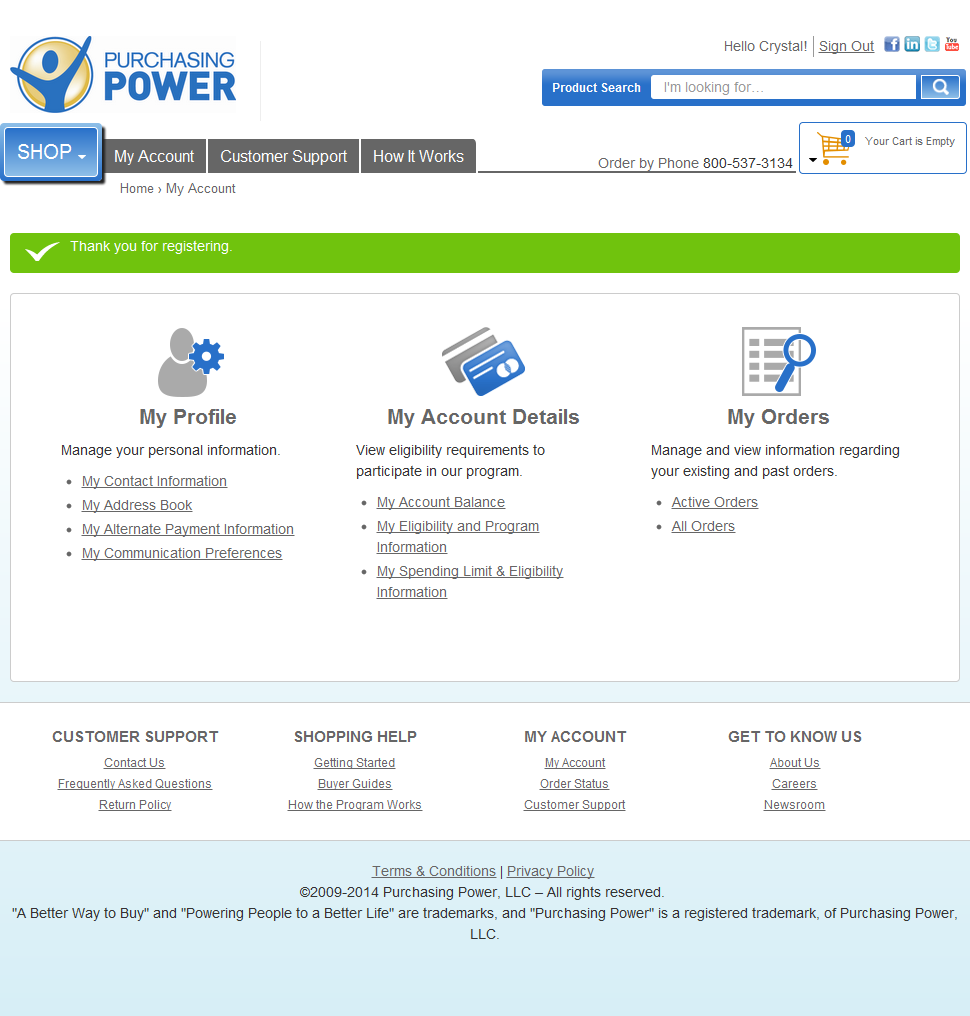 PURCHASING
POWER
Hello Crystal! Sign Out
You
Tube
Product Search I'm looking for...
SHOP My Account Customer Support How It Works
Order by Phone 800-537-3134
0 Your Cart is Empty
Home › My Account
Thank you for registering.
My Profile
Manage your personal information.
• My Contact Information
• My Address Book
• My Alternate Payment Information
• My Communication Preferences
My Account Details
View eligibility requirements to
participate in our program.
• My Account Balance
• My Eligibility and Program
Information
• My Spending Limit & Eligibility
Information
My Orders
Manage and view information regarding
your existing and past orders.
• Active Orders
• All Orders
CUSTOMER SUPPORT
Contact Us
Frequently Asked Questions
Return Policy
SHOPPING HELP
Getting Started
Buyer Guides
How the Program Works
MY ACCOUNT
My Account
Order Status
Customer Support
GET TO KNOW US
About Us
Careers
Newsroom
Terms & Conditions | Privacy Policy
©2009-2014 Purchasing Power, LLC – All rights reserved.
"A Better Way to Buy" and "Powering People to a Better Life" are trademarks, and "Purchasing Power" is a registered trademark, of Purchasing Power,
LLC.